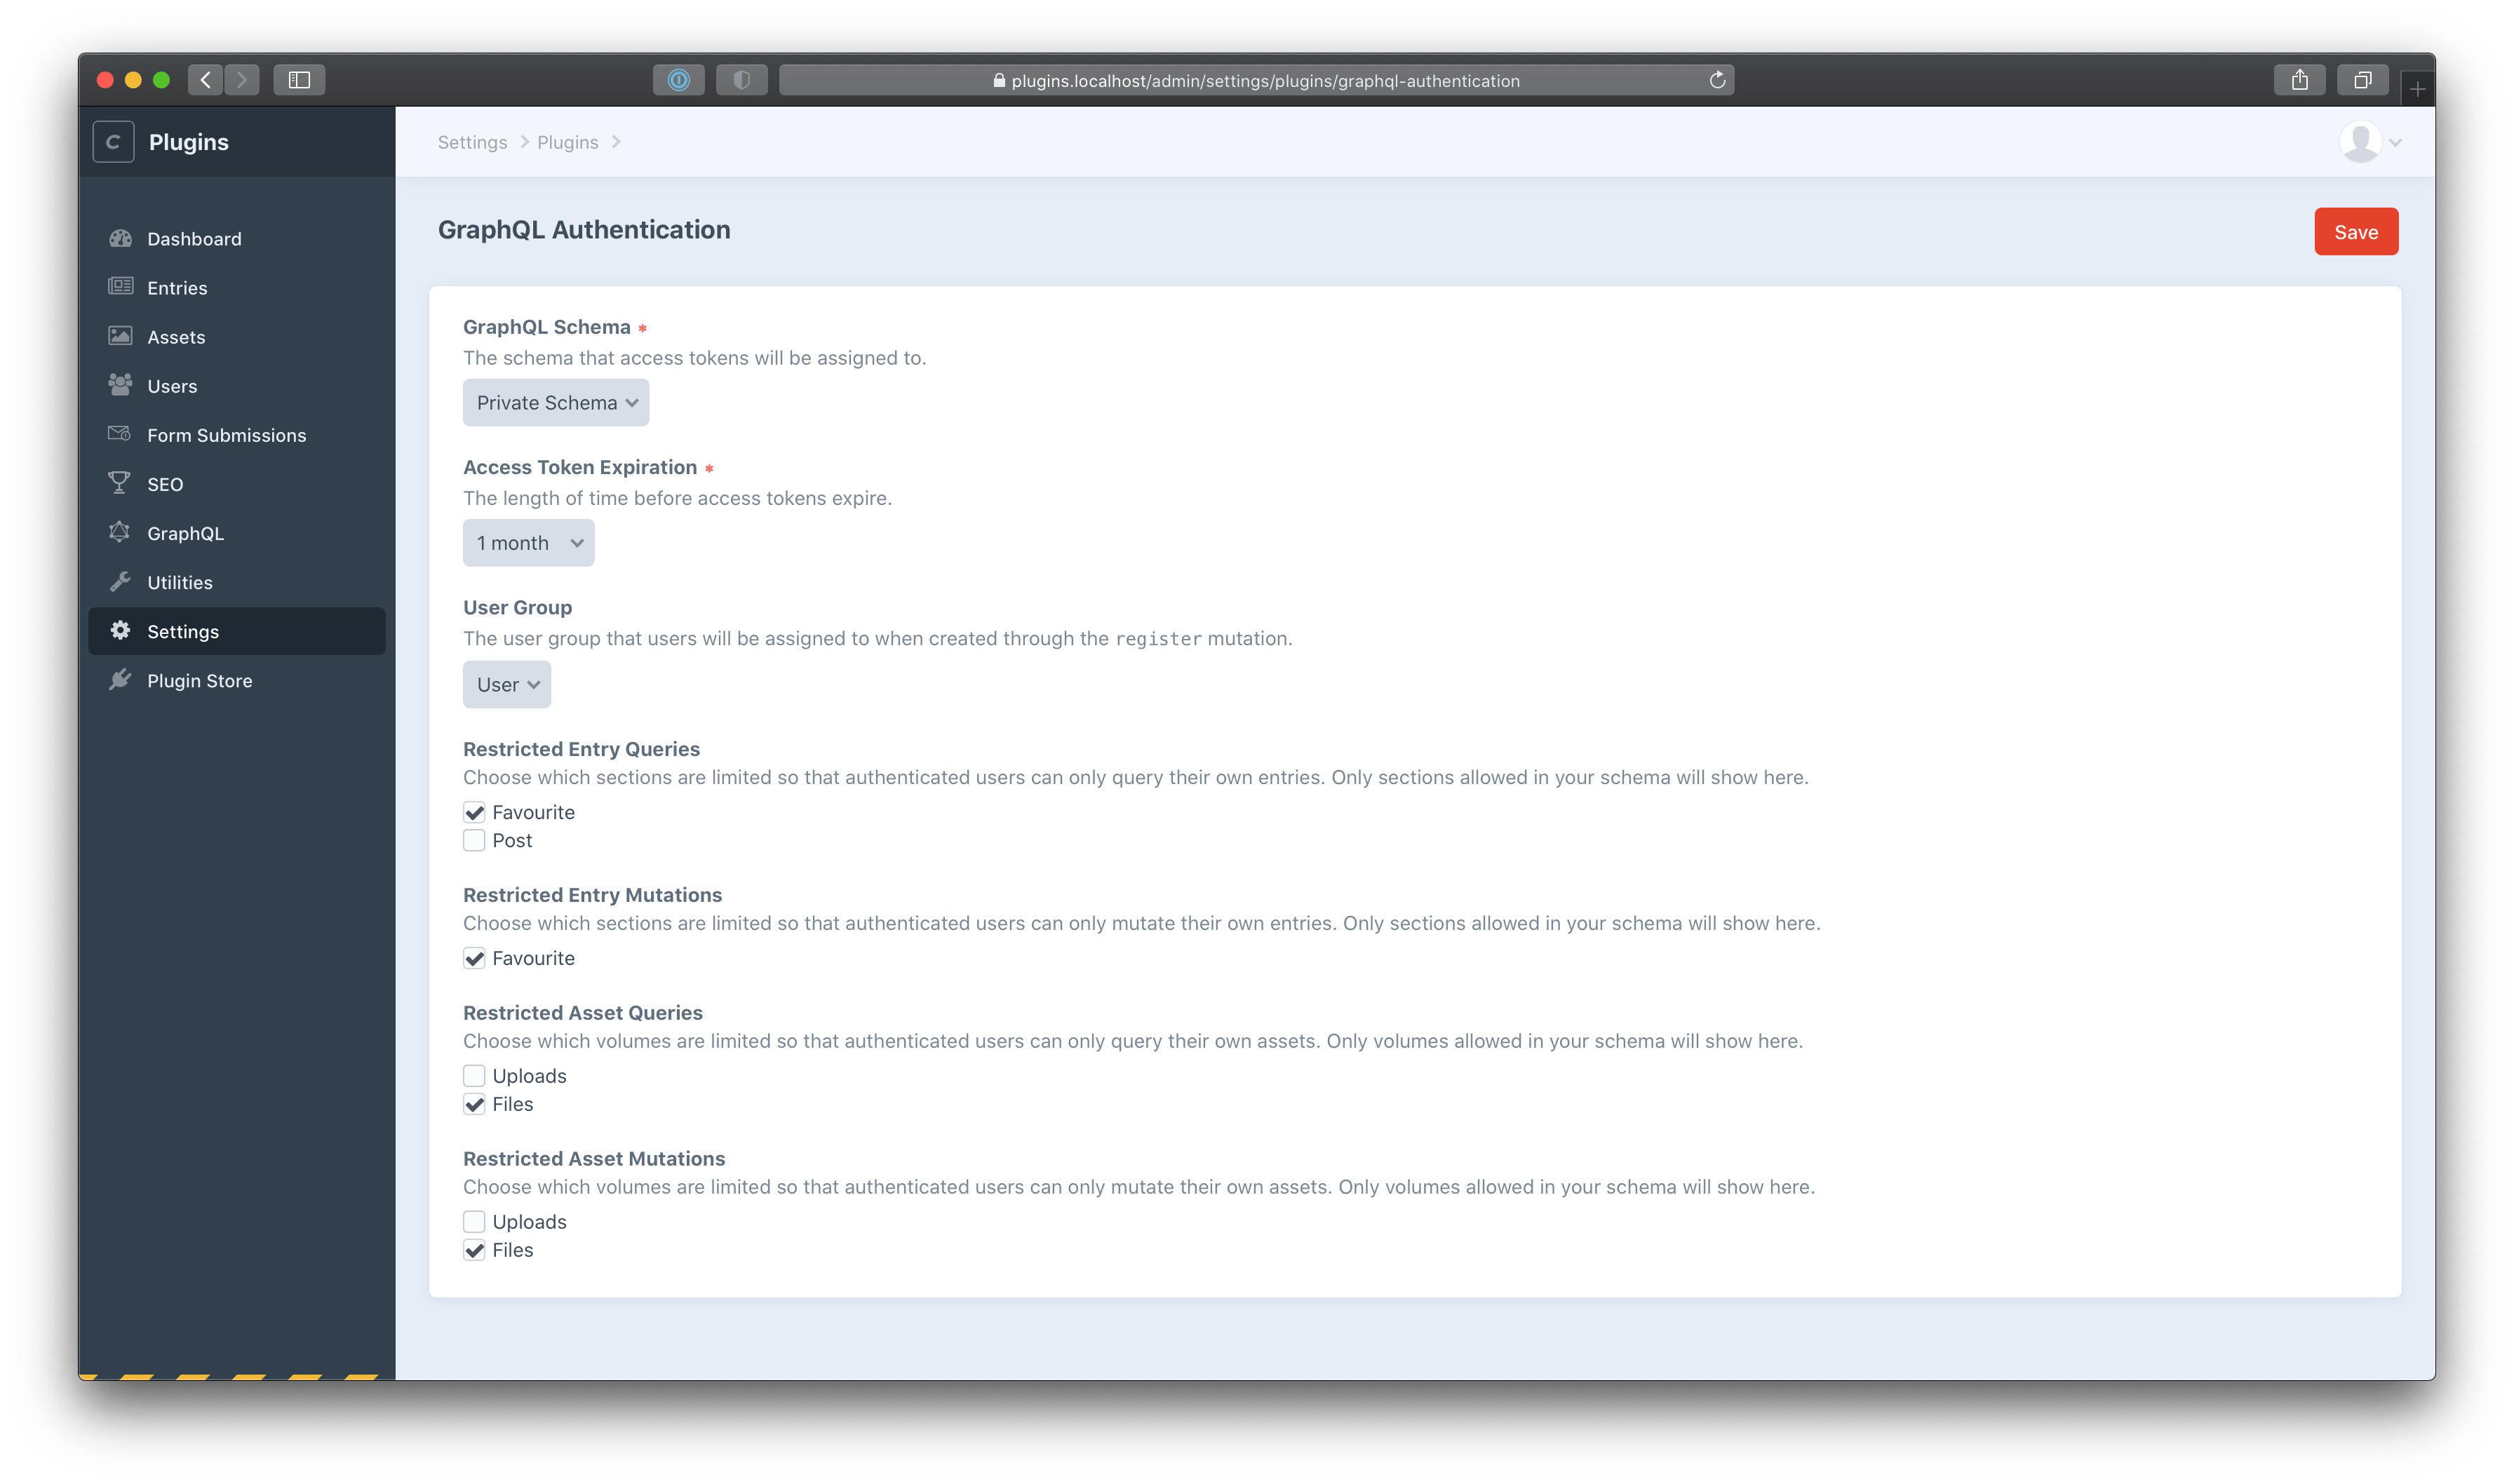 plugins.localhost/admin/settings/plugins/graphql-authentication
C
Plugins
Settings
Plugins
Dashboard
Entries
Assets
Users
Form Submissions
SEO
GraphQL
Utilities
Settings
Plugin Store
GraphQL Authentication
Save
GraphQL Schema *
The schema that access tokens will be assigned to.
Private Schema
Access Token Expiration *
The length of time before access tokens expire.
1 month
User Group
The user group that users will be assigned to when created through the register mutation.
User
Restricted Entry Queries
Choose which sections are limited so that authenticated users can only query their own entries. Only sections allowed in your schema will show here.
Favourite
Post
Restricted Entry Mutations
Choose which sections are limited so that authenticated users can only mutate their own entries. Only sections allowed in your schema will show here.
Favourite
Restricted Asset Queries
Choose which volumes are limited so that authenticated users can only query their own assets. Only volumes allowed in your schema will show here.
Uploads
Files
Restricted Asset Mutations
Choose which volumes are limited so that authenticated users can only mutate their own assets. Only volumes allowed in your schema will show here.
Uploads
Files